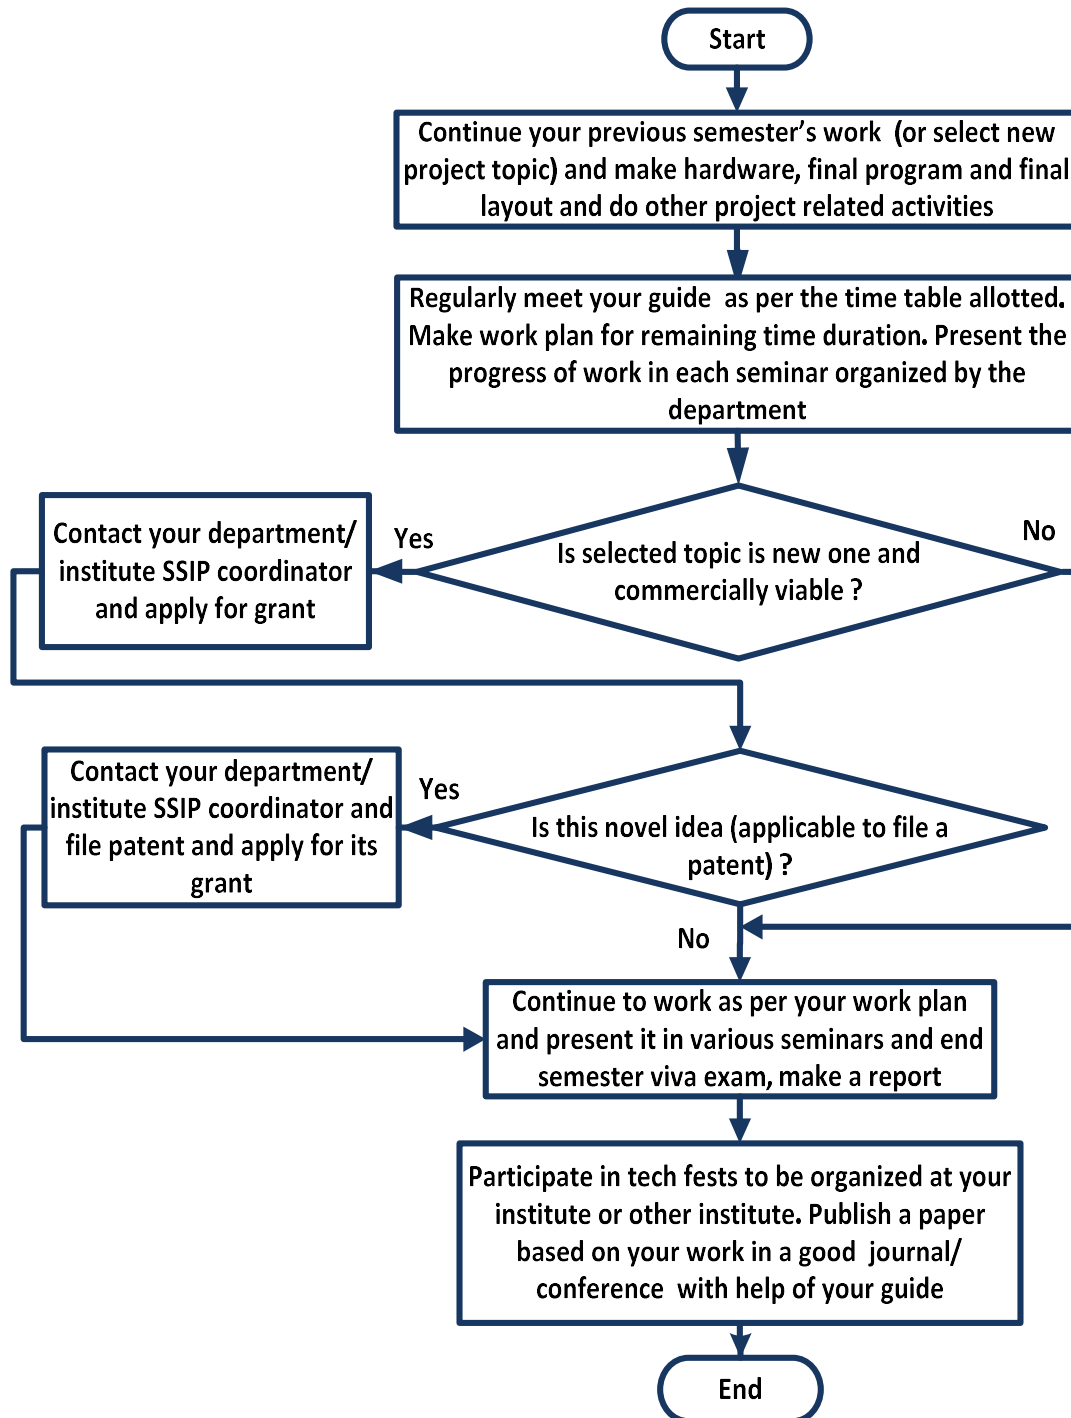 Start
Continue your previous semester's work (or select new
project topic) and make hardware, final program and final
layout and do other project related activities
Regularly meet your guide as per the time table allotted.
Make work plan for remaining time duration. Present the
progress of work in each seminar organized by the
department
Is selected topic is new one and
commercially viable ?
Yes
No
Contact your department/
institute SSIP coordinator
and apply for grant
Is this novel idea (applicable to file a
patent) ?
Yes
Contact your department/
institute SSIP coordinator and
file patent and apply for its
grant
No
Continue to work as per your work plan
and present it in various seminars and end
semester viva exam, make a report
Participate in tech fests to be organized at your
institute or other institute. Publish a paper
based on your work in a good journal/
conference with help of your guide
End